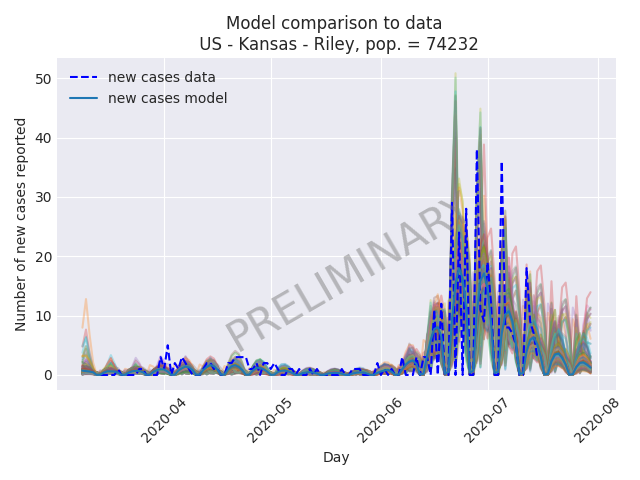 Model comparison to data
US - Kansas - Riley, pop. = 74232
new cases data
new cases model
PRELIMINARY
Number of new cases reported
50
40
30
20
10
0
2020-04
2020-05
2020-06
2020-07
2020-08
Day